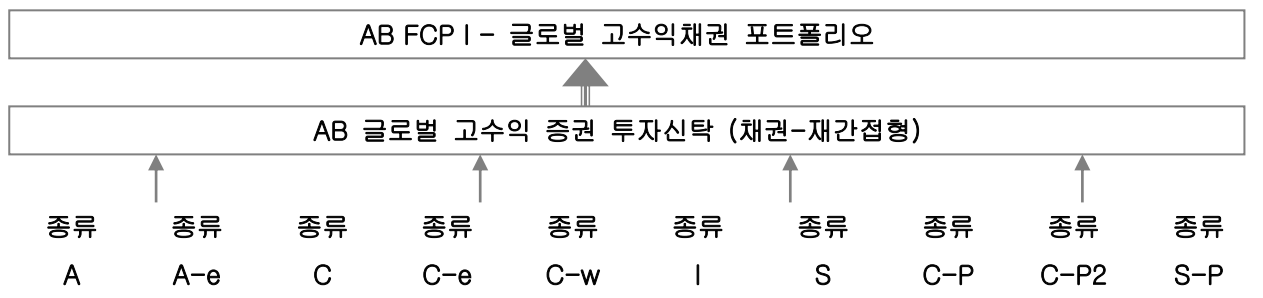 AB FCP I - 글로벌 고수익채권 포트폴리오
AB 글로벌 고수익 증권 투자신탁 (채권-재간접형)
종류 종류 종류 종류 종류 종류 종류 종류 종류 종류
A A-e C C-e C-w I S C-P C-P2 S-P